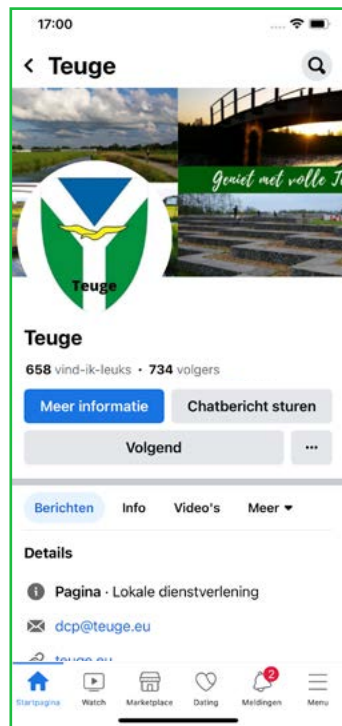 17:00
Teuge
Geniet met volle
Teuge
Teuge
658 vind-ik-leuks • 734 volgers
Meer informatie
Chatbericht sturen
Volgend
Berichten Info Video's Meer
Details
Pagina · Lokale dienstverlening
dcp@teuge.eu
teuge.eu
2
Startpagina Watch Marketplace Dating Meldingen Menu